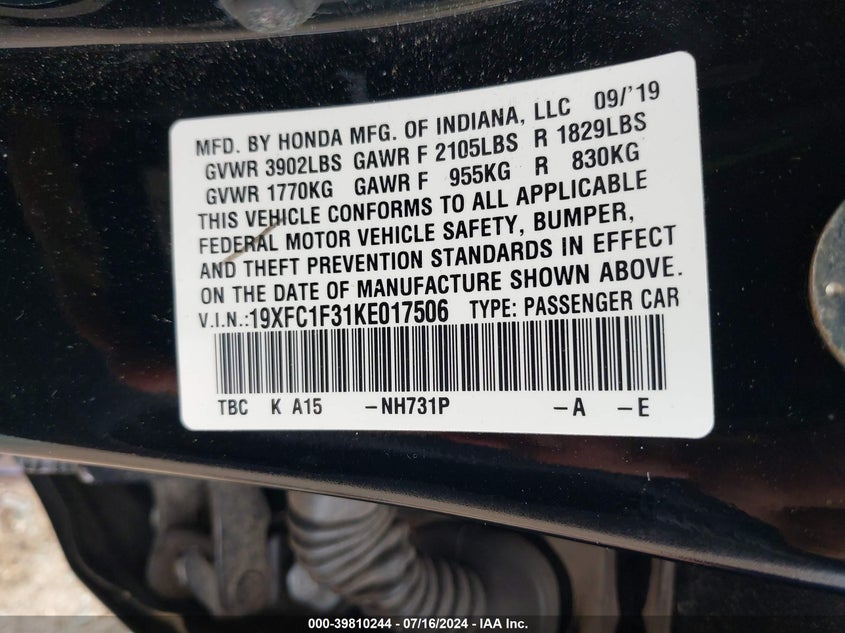 MFD. BY HONDA MFG. OF INDIANA, LLC 09/'19
GVWR 3902LBS GAWR F 2105LBS R 1829LBS
GVWR 1770KG GAWR F 955KG R 830KG
THIS VEHICLE CONFORMS TO ALL APPLICABLE
FEDERAL MOTOR VEHICLE SAFETY, BUMPER,
AND THEFT PREVENTION STANDARDS IN EFFECT
ON THE DATE OF MANUFACTURE SHOWN ABOVE.
V.I.N.:19XFC1F31KE017506 TYPE: PASSENGER CAR
TBC K A15 -NH731P -A -E
000-39810244 / 07/16/2024 - IAA Inc.